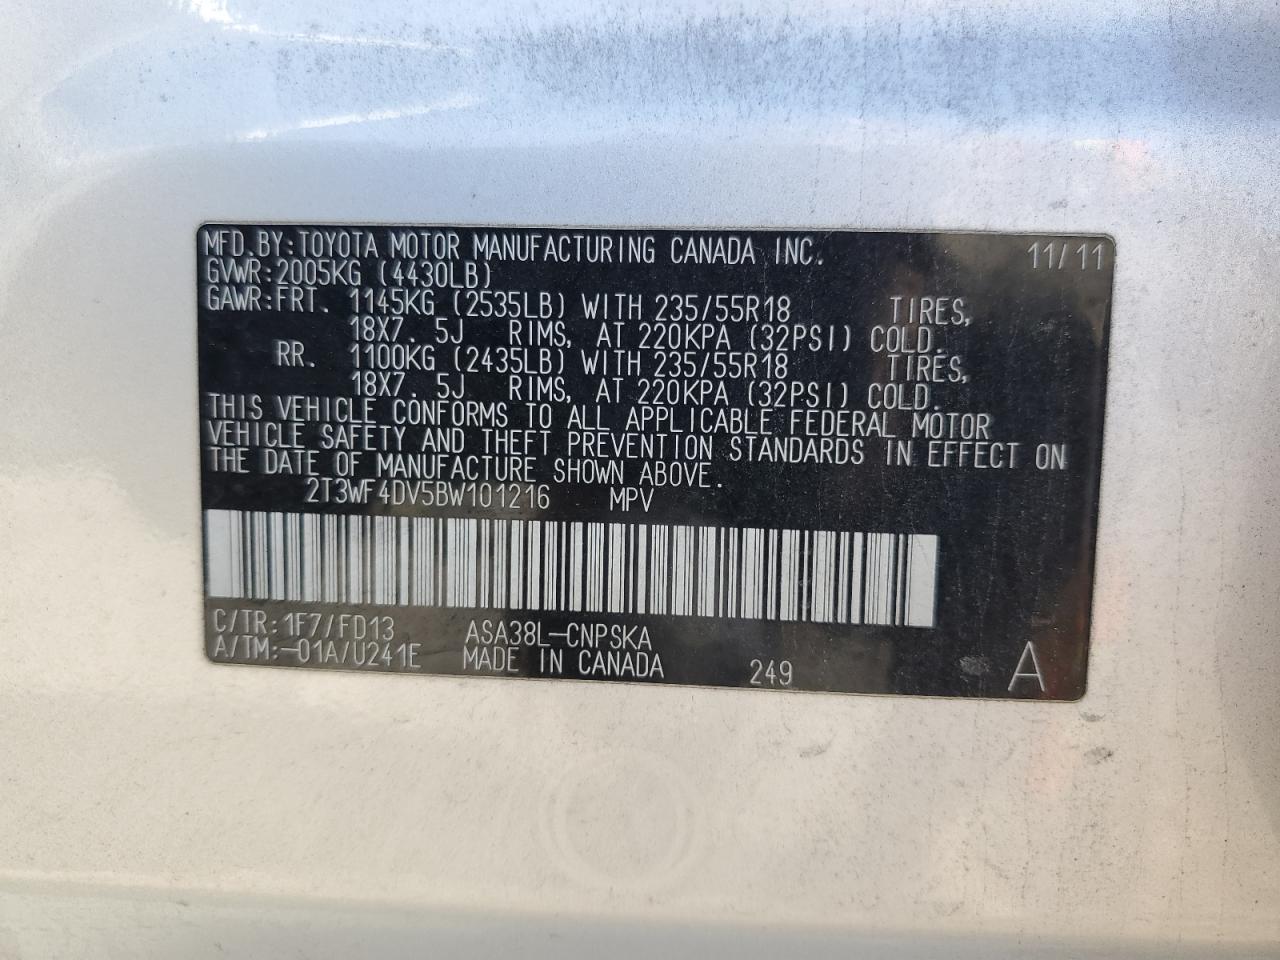 MFD.BY:TOYOTA MOTOR MANUFACTURING CANADA INC. 11/11
GVWR:2005KG (4430LB)
GAWR:FRT. 1145KG (2535LB) WITH 235/55R18 TIRES,
18X7.5J RIMS, AT 220KPA (32PSI) COLD.
RR. 1100KG (2435LB) WITH 235/55R18 TIRES,
18X7.5J RIMS, AT 220KPA (32PSI) COLD.
THIS VEHICLE CONFORMS TO ALL APPLICABLE FEDERAL MOTOR
VEHICLE SAFETY AND THEFT PREVENTION STANDARDS IN EFFECT ON
THE DATE OF MANUFACTURE SHOWN ABOVE.
2T3WF4DV5BW101216 MPV
C/TR:1F7/FD13 ASA38L-CNPSKA
A/TM:-01A/U241E MADE IN CANADA 249 A